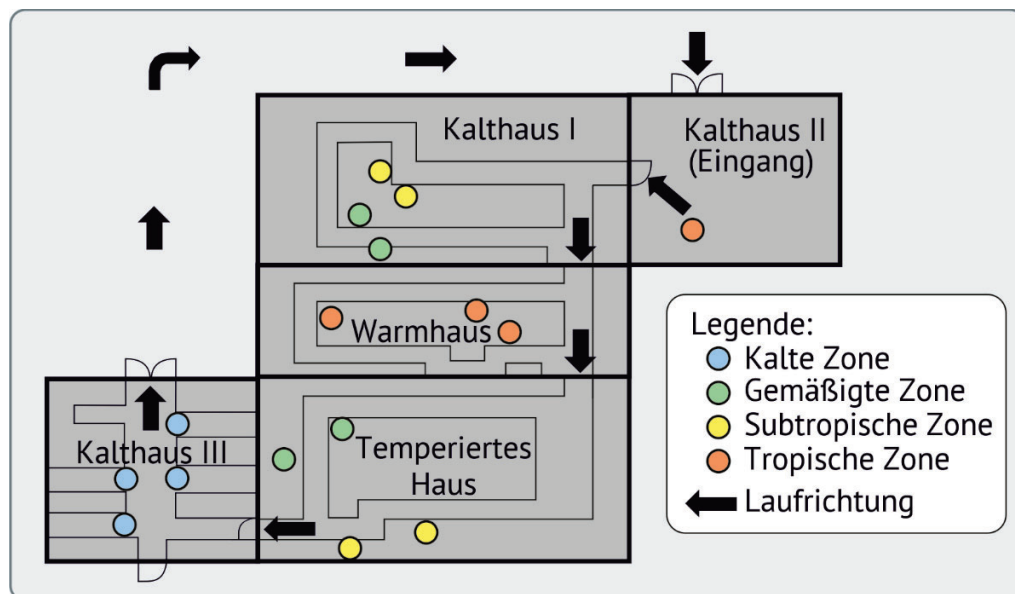 Kalthaus I
Kalthaus II
(Eingang)
Warmhaus
Kalthaus III
Temperiertes
Haus
Legende:
Kalte Zone
Gemäßigte Zone
Subtropische Zone
Tropische Zone
Laufrichtung